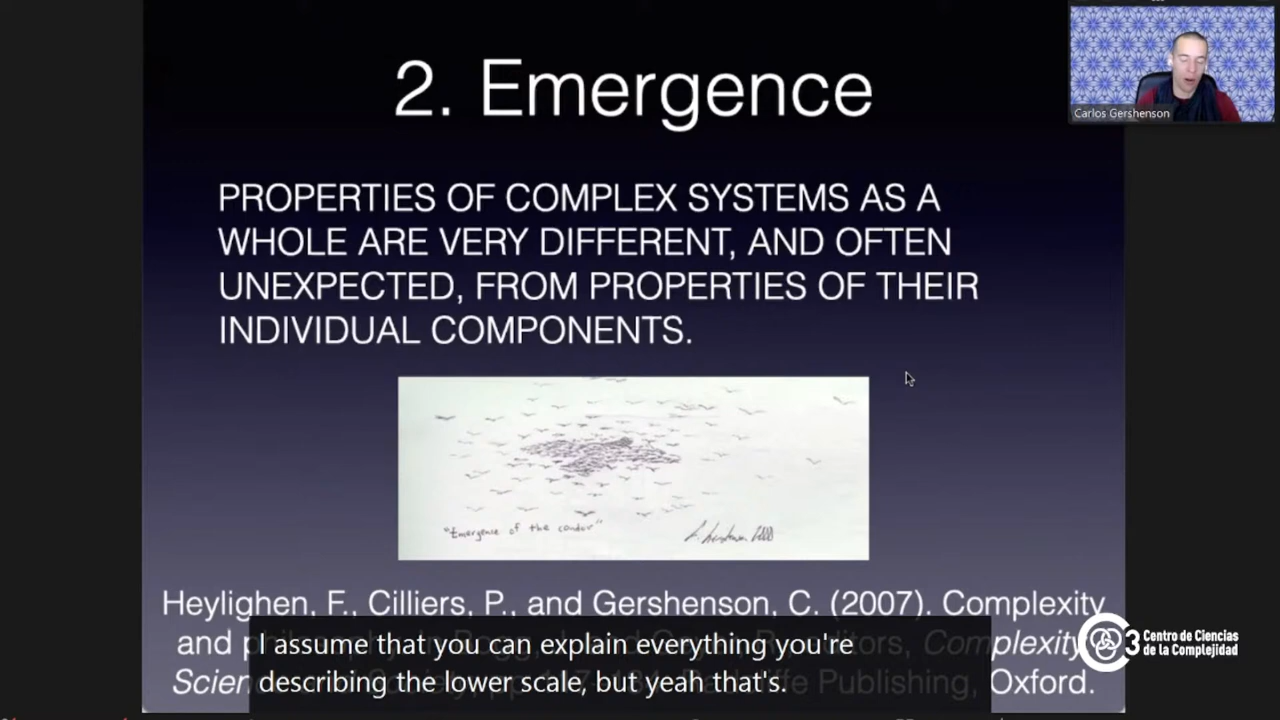 2. Emergence
Carlos Gershenson
PROPERTIES OF COMPLEX SYSTEMS AS A
WHOLE ARE VERY DIFFERENT, AND OFTEN
UNEXPECTED, FROM PROPERTIES OF THEIR
INDIVIDUAL COMPONENTS.
"Emergence of the condor"
Heylighen, F., Cilliers, P., and Gershenson, C. (2007). Complexity
and
Publishing, Oxford.
I assume that you can explain everything you're
describing the lower scale, but yeah that's.
C3 Centro de Ciencias
de la Complejidad